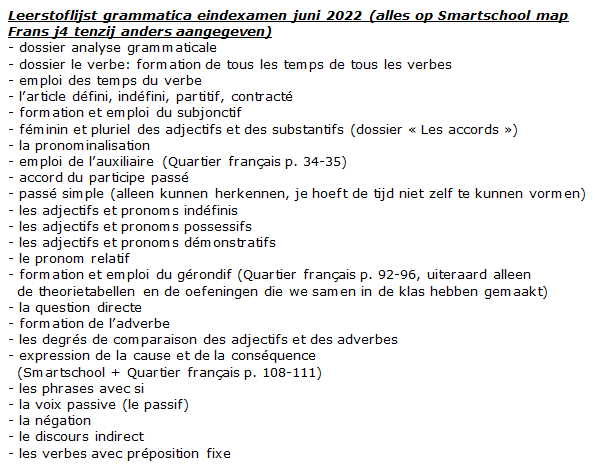 Leerstoflijst grammatica eindexamen juni 2022 (alles op Smartschool map
Frans j4 tenzij anders aangegeven)
- dossier analyse grammaticale
- dossier le verbe: formation de tous les temps de tous les verbes
- emploi des temps du verbe
- l’article défini, indéfini, partitif, contracté
- formation et emploi du subjonctif
- féminin et pluriel des adjectifs et des substantifs (dossier « Les accords »)
- la pronominalisation
- emploi de l’auxiliaire (Quartier français p. 34-35)
- accord du participe passé
- passé simple (alleen kunnen herkennen, je hoeft de tijd niet zelf te kunnen vormen)
- les adjectifs et pronoms indéfinis
- les adjectifs et pronoms possessifs
- les adjectifs et pronoms démonstratifs
- le pronom relatif
- formation et emploi du gérondif (Quartier français p. 92-96, uiteraard alleen
de theorietabellen en de oefeningen die we samen in de klas hebben gemaakt)
- la question directe
- formation de l’adverbe
- les degrés de comparaison des adjectifs et des adverbes
- expression de la cause et de la conséquence
(Smartschool + Quartier français p. 108-111)
- les phrases avec si
- la voix passive (le passif)
- la négation
- le discours indirect
- les verbes avec préposition fixe